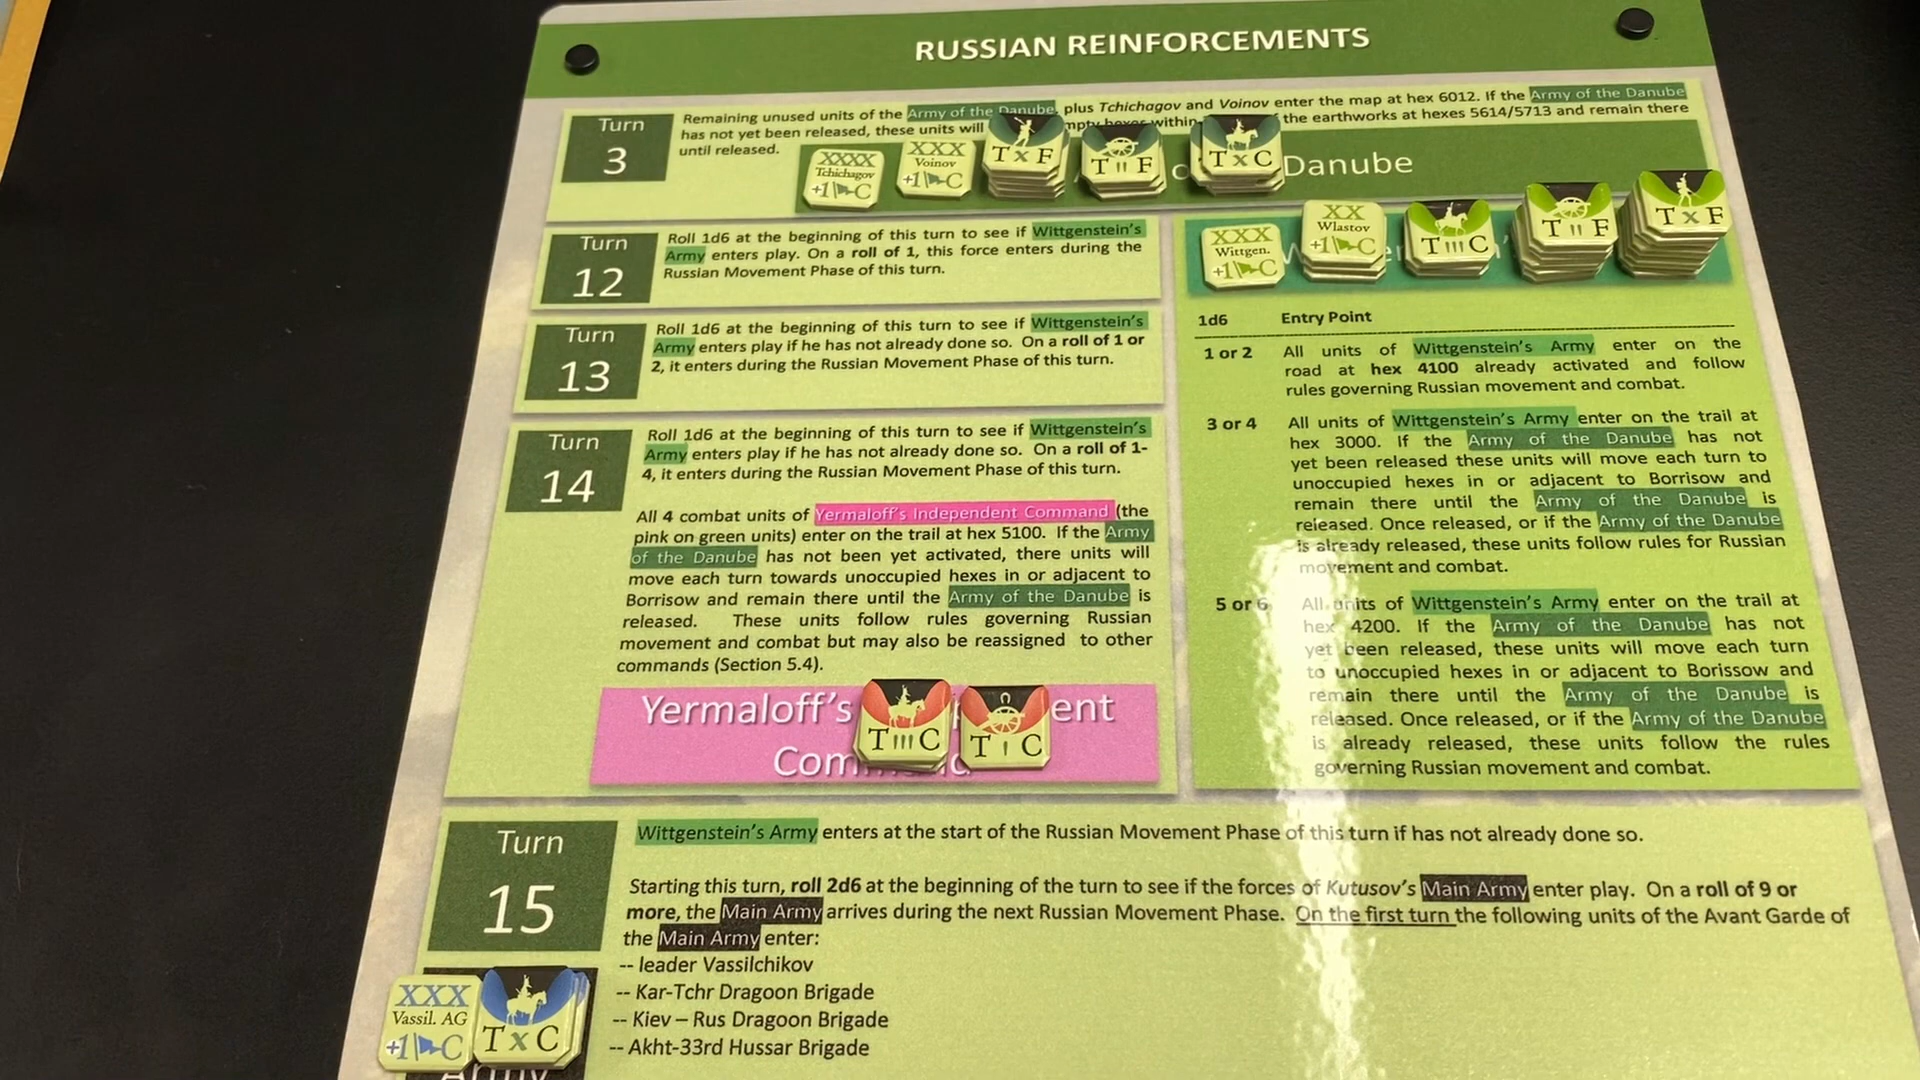 RUSSIAN REINFORCEMENTS
Turn
3
Remaining unused units of the Army of the Danube, plus Tchichagov and Voinov enter the map at hex 6012. If the Army of the Danube
has not yet been released, these units will empty hexes within the earthworks at hexes 5614/5713 and remain there
until released.
XXXX
Tchichagov
+1 C
XXX
Voinov
+1 C
T x F
T II F
T x C
Danube
Turn
12
Roll 1d6 at the beginning of this turn to see if Wittgenstein's
Army enters play. On a roll of 1, this force enters during the
Russian Movement Phase of this turn.
Turn
13
Roll 1d6 at the beginning of this turn to see if Wittgenstein's
Army enters play if he has not already done so. On a roll of 1 or
2, it enters during the Russian Movement Phase of this turn.
Turn
14
Roll 1d6 at the beginning of this turn to see if Wittgenstein's
Army enters play if he has not already done so. On a roll of 1-
4, it enters during the Russian Movement Phase of this turn.
All 4 combat units of Yermaloff's Independent Command (the
pink on green units) enter on the trail at hex 5100. If the Army
of the Danube has not been yet activated, there units will
move each turn towards unoccupied hexes in or adjacent to
Borrisow and remain there until the Army of the Danube is
released. These units follow rules governing Russian
movement and combat but may also be reassigned to other
commands (Section 5.4).
Yermaloff's ent
Com d
T III C
T I C
XXX
Wittgen.
+1 C
XX
Wlastov
+1 C
T III C
T II F
T x F
1d6 Entry Point
1 or 2 All units of Wittgenstein's Army enter on the
road at hex 4100 already activated and follow
rules governing Russian movement and combat.
3 or 4 All units of Wittgenstein's Army enter on the trail at
hex 3000. If the Army of the Danube has not
yet been released these units will move each turn to
unoccupied hexes in or adjacent to Borrisow and
remain there until the Army of the Danube is
released. Once released, or if the Army of the Danube
is already released, these units follow rules for Russian
movement and combat.
5 or 6 All units of Wittgenstein's Army enter on the trail at
hex 4200. If the Army of the Danube has not
yet been released, these units will move each turn
to unoccupied hexes in or adjacent to Borissow and
remain there until the Army of the Danube is
released. Once released, or if the Army of the Danube
is already released, these units follow the rules
governing Russian movement and combat.
Turn
15
Wittgenstein's Army enters at the start of the Russian Movement Phase of this turn if has not already done so.
Starting this turn, roll 2d6 at the beginning of the turn to see if the forces of Kutusov's Main Army enter play. On a roll of 9 or
more, the Main Army arrives during the next Russian Movement Phase. On the first turn the following units of the Avant Garde of
the Main Army enter:
-- leader Vassilchikov
-- Kar-Tchr Dragoon Brigade
-- Kiev – Rus Dragoon Brigade
-- Akht-33rd Hussar Brigade
XXX
Vassil. AG
+1 C
T x C
Army